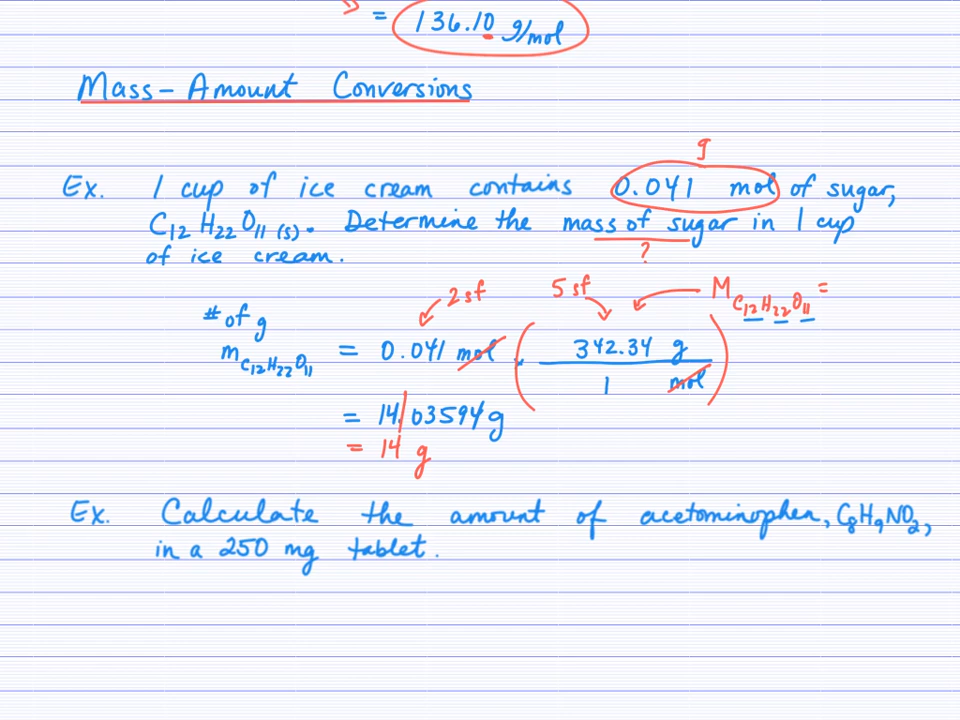 = 136.10 g/mol
Mass-Amount Conversions
g
Ex. 1 cup of ice cream contains 0.041 mol of sugar,
C12H22O11 (s). Determine the mass of sugar in 1 cup
of ice cream. ?
2 sf 5 sf M C12H22O11 =
# of g
m C12H22O11 = 0.041 mol · ( 342.34 g / 1 mol )
= 14.03594 g
= 14 g
Ex. Calculate the amount of acetominophen, C8H9NO2,
in a 250 mg tablet.